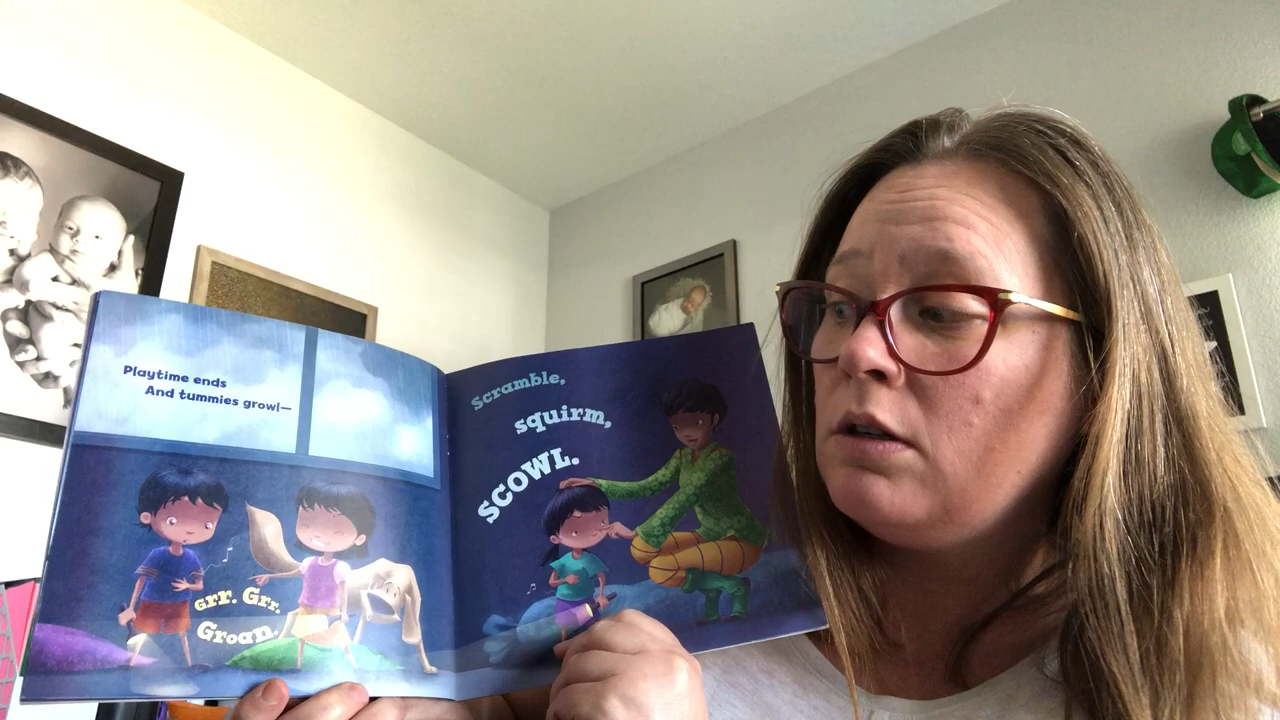 Playtime ends
And tummies growl—
Grr. Grr.
Groan.
Scramble,
squirm,
SCOWL.